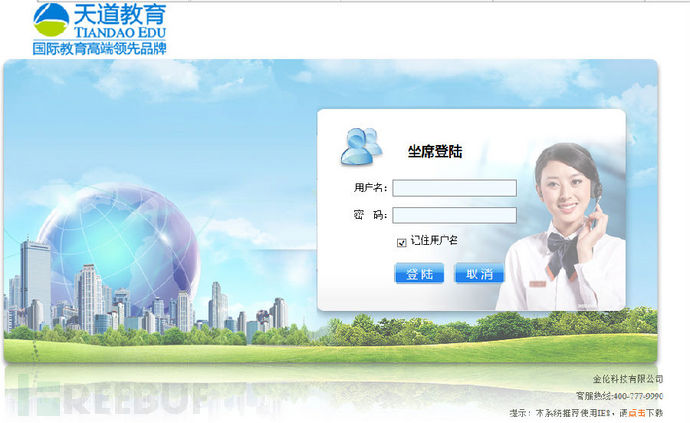 天道教育
TIANDAO EDU
国际教育高端领先品牌
坐席登陆
用户名：
密 码：
记住用户名
登 陆 取 消
金伦科技有限公司
客服热线:400-777-9990
提示：本系统推荐使用IE8，请点击下载
FREEBUF